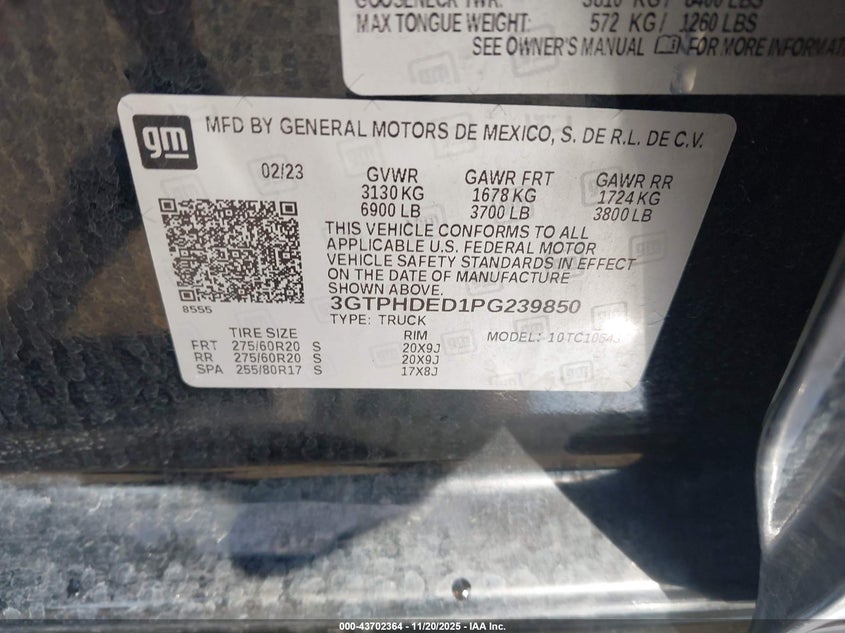 MAX TONGUE WEIGHT: 572 KG / 1260 LBS
SEE OWNER'S MANUAL FOR MORE INFORMAT
gm MFD BY GENERAL MOTORS DE MEXICO, S. DE R.L. DE C.V.
02/23 GVWR GAWR FRT GAWR RR
3130 KG 1678 KG 1724 KG
6900 LB 3700 LB 3800 LB
THIS VEHICLE CONFORMS TO ALL
APPLICABLE U.S. FEDERAL MOTOR
VEHICLE SAFETY STANDARDS IN EFFECT
ON THE DATE OF MANUFACTURE
SHOWN ABOVE.
8555
3GTPHDED1PG239850
TYPE: TRUCK
TIRE SIZE RIM MODEL:
FRT 275/60R20 S 20X9J
RR 275/60R20 S 20X9J
SPA 255/80R17 S 17X8J
000-43702364 - 11/20/2025 - IAA Inc.